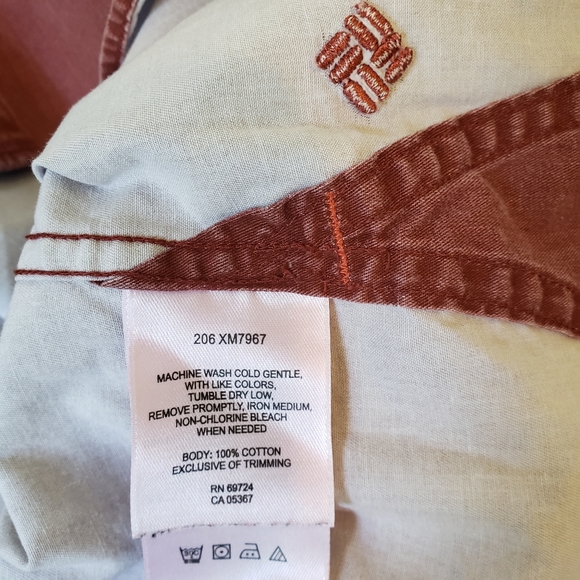 206 XM7967
MACHINE WASH COLD GENTLE,
WITH LIKE COLORS,
TUMBLE DRY LOW,
REMOVE PROMPTLY, IRON MEDIUM,
NON-CHLORINE BLEACH
WHEN NEEDED
BODY: 100% COTTON
EXCLUSIVE OF TRIMMING
RN 69724
CA 05367